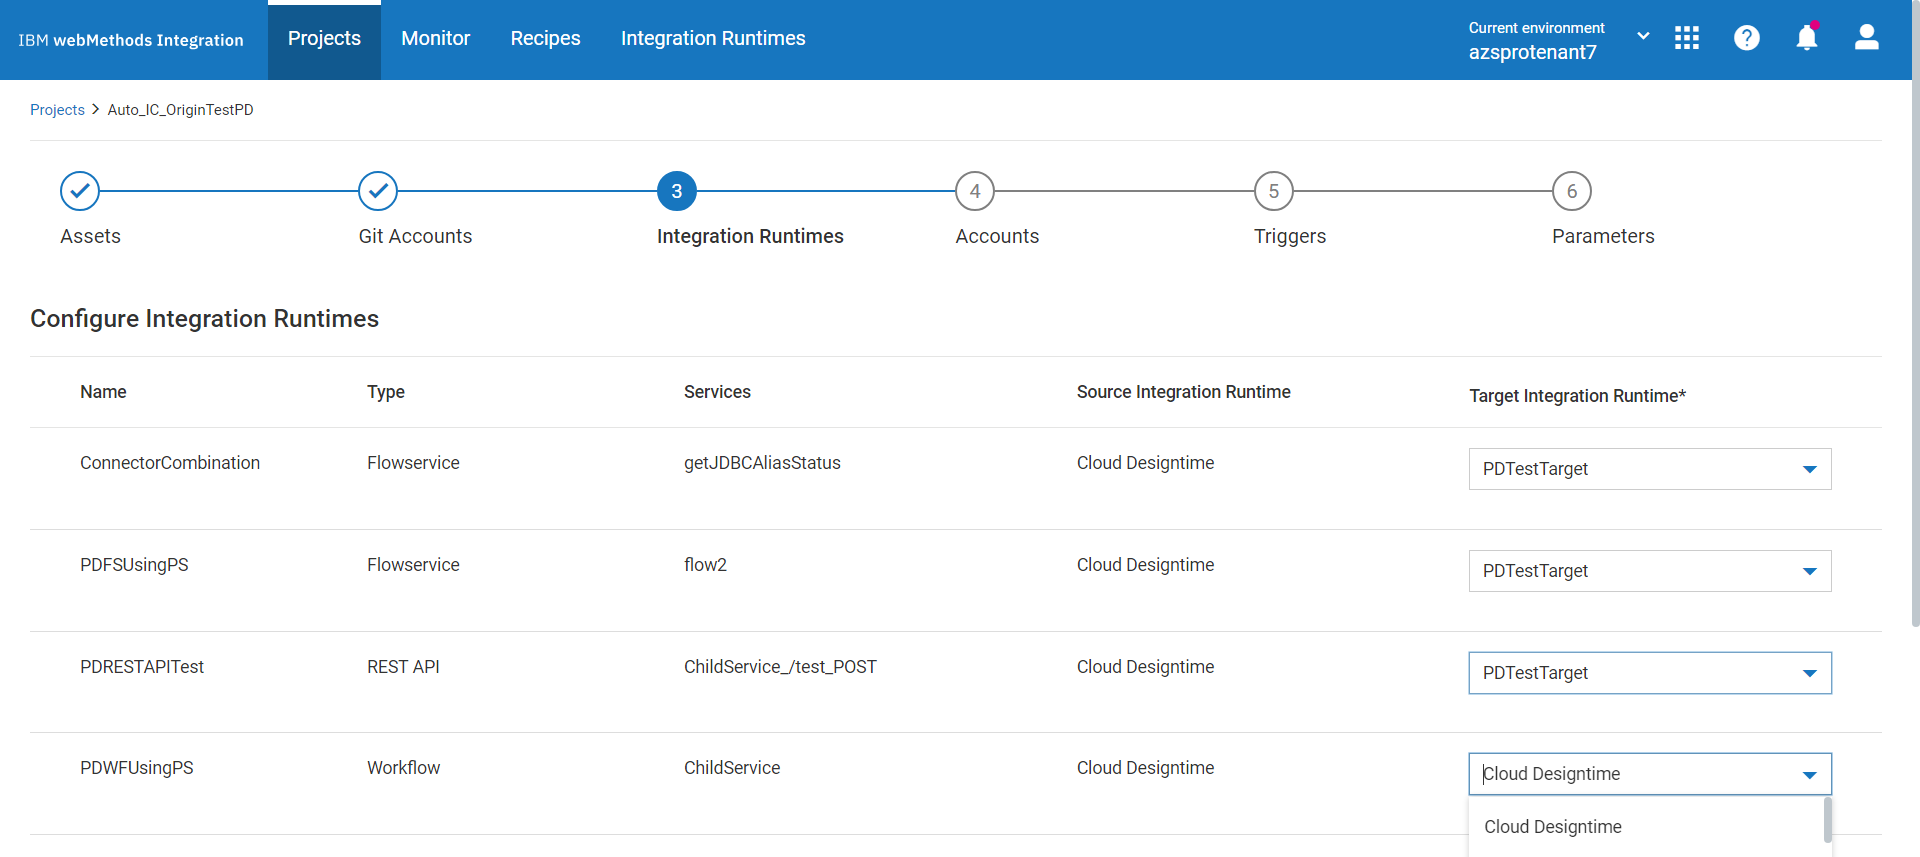 IBM webMethods Integration
Projects
Monitor
Recipes
Integration Runtimes
Current environment
azsprotenant7
?
Projects > Auto_IC_OriginTestPD
3
4
5
6
Assets
Git Accounts
Integration Runtimes
Accounts
Triggers
Parameters
Configure Integration Runtimes
Name Type Services Source Integration Runtime Target Integration Runtime*
ConnectorCombination Flowservice getJDBCAliasStatus Cloud Designtime PDTestTarget
PDFSUsingPS Flowservice flow2 Cloud Designtime PDTestTarget
PDRESTAPITest REST API ChildService_/test_POST Cloud Designtime PDTestTarget
PDWFUsingPS Workflow ChildService Cloud Designtime Cloud Designtime
Cloud Designtime